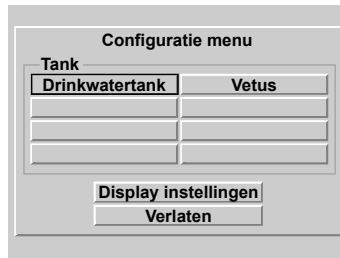 Configuratie menu
Tank
Drinkwatertank Vetus
Display instellingen
Verlaten